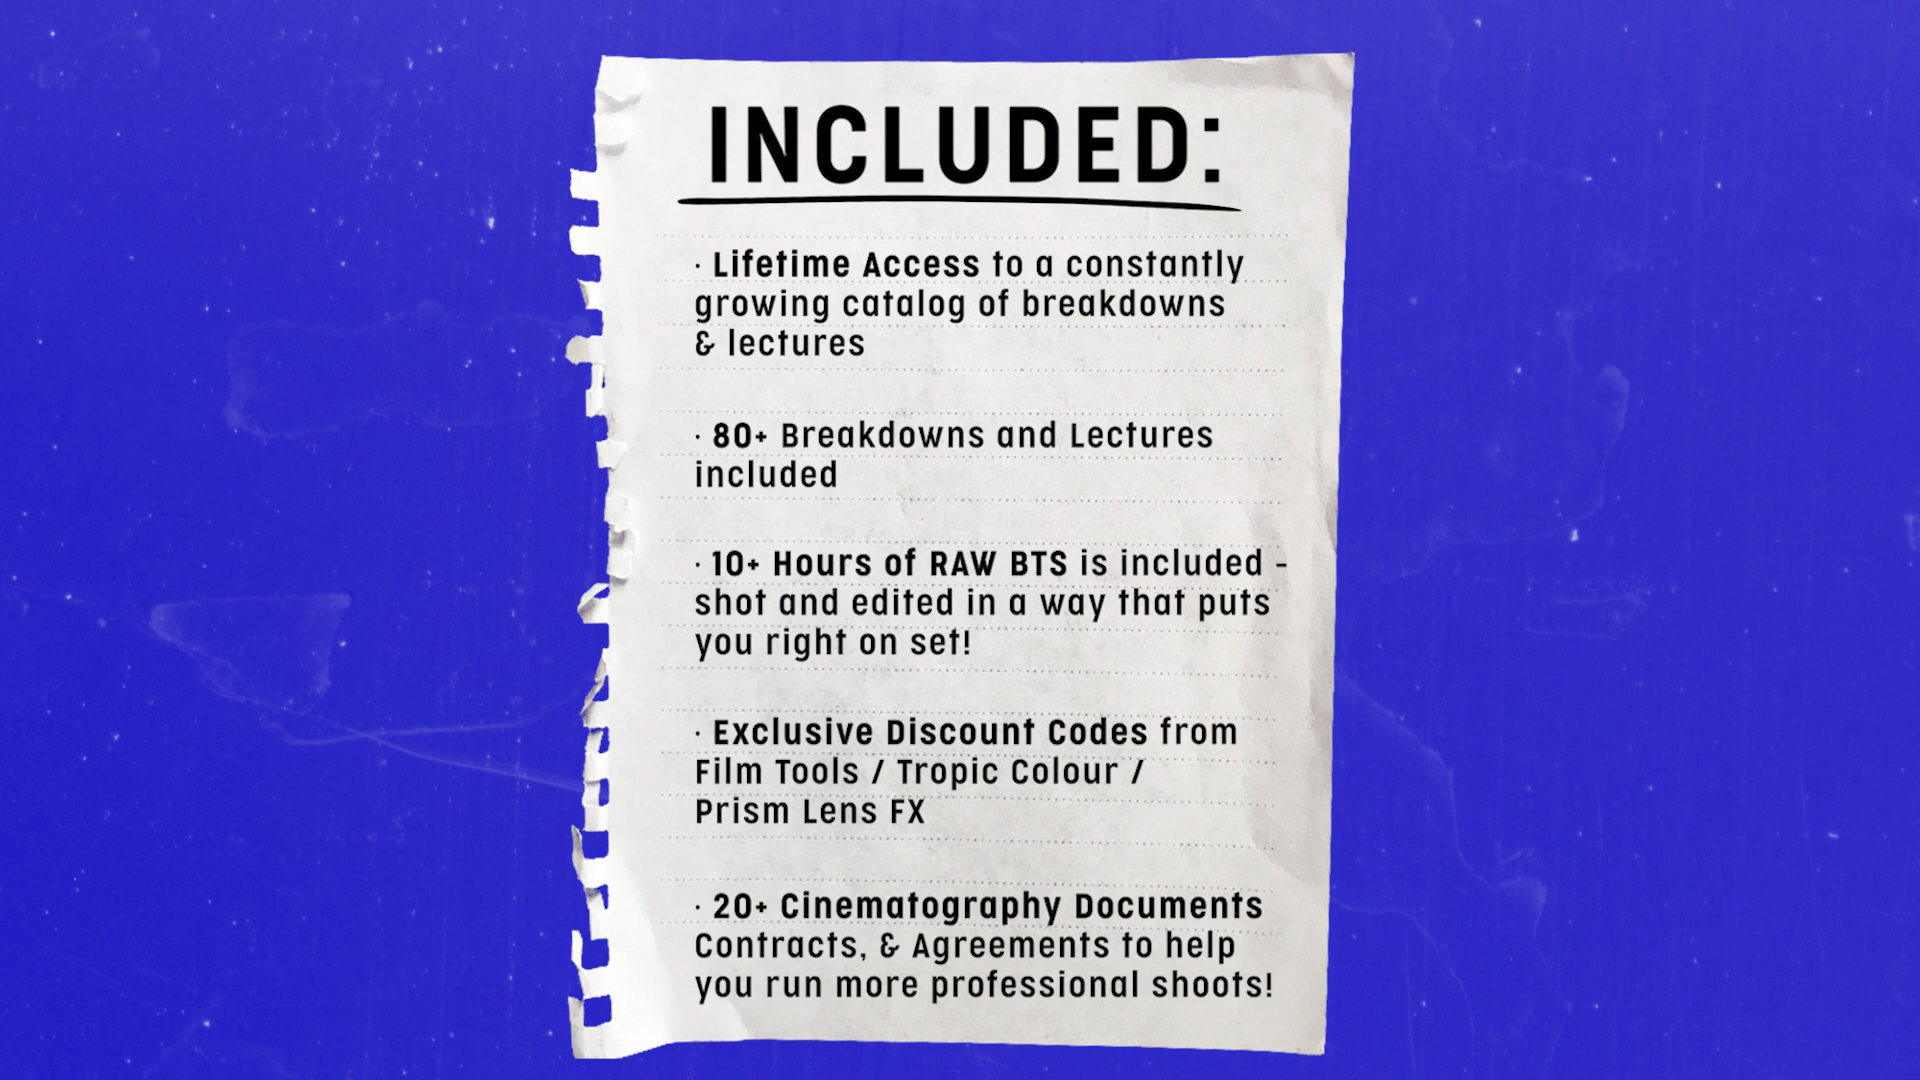 INCLUDED:
· Lifetime Access to a constantly
growing catalog of breakdowns
& lectures
· 80+ Breakdowns and Lectures
included
· 10+ Hours of RAW BTS is included -
shot and edited in a way that puts
you right on set!
· Exclusive Discount Codes from
Film Tools / Tropic Colour /
Prism Lens FX
· 20+ Cinematography Documents
Contracts, & Agreements to help
you run more professional shoots!